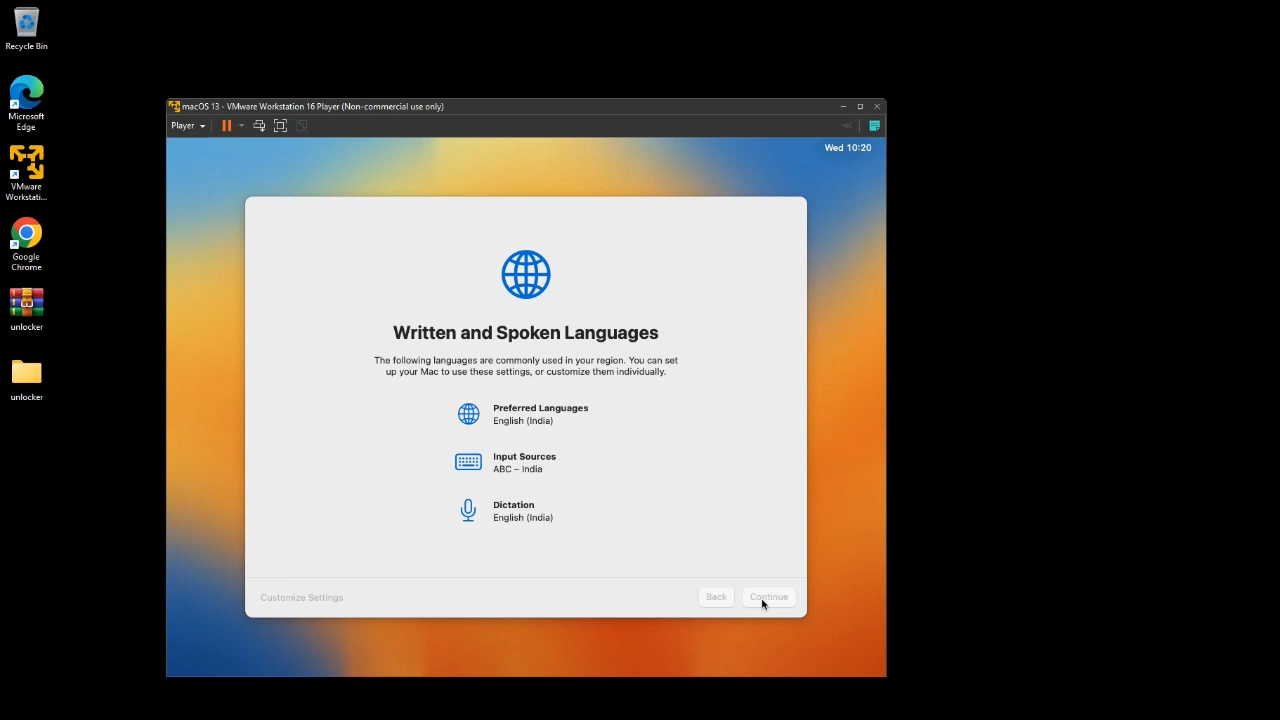 Recycle Bin
Microsoft
Edge
VMware
Workstati...
Google
Chrome
unlocker
unlocker
macOS 13 - VMware Workstation 16 Player (Non-commercial use only)
Player
Wed 10:20
Written and Spoken Languages
The following languages are commonly used in your region. You can set
up your Mac to use these settings, or customize them individually.
Preferred Languages
English (India)
Input Sources
ABC – India
Dictation
English (India)
Customize Settings
Back
Continue